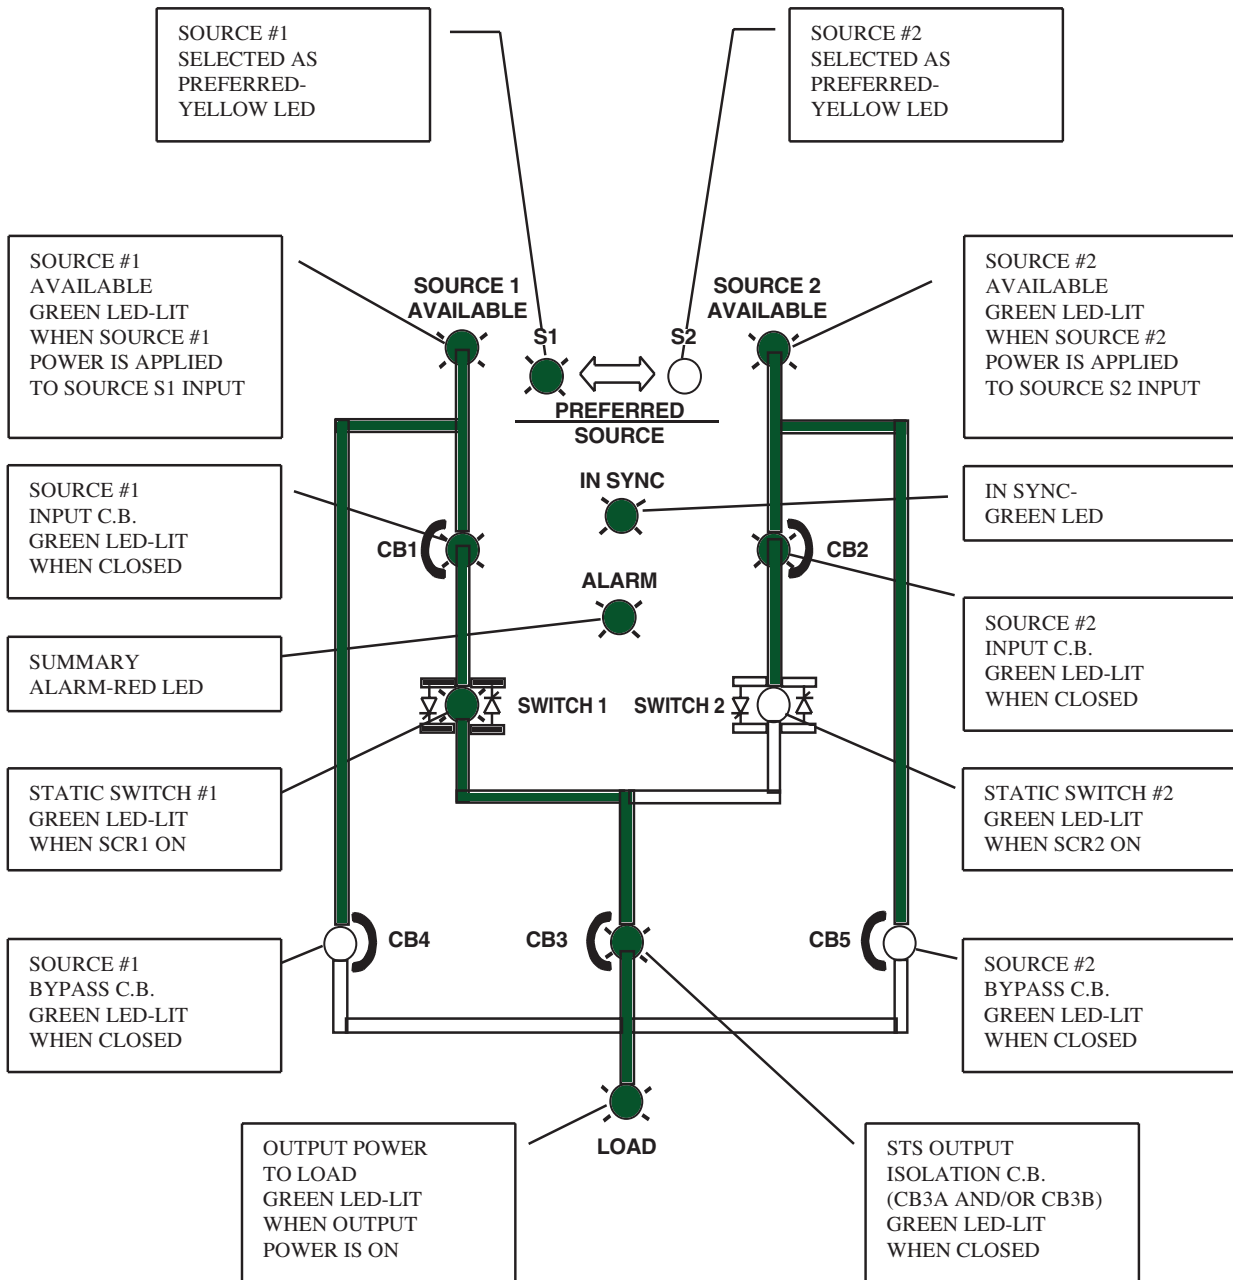 SOURCE #1
SELECTED AS
PREFERRED-
YELLOW LED
SOURCE #2
SELECTED AS
PREFERRED-
YELLOW LED
SOURCE #1
AVAILABLE
GREEN LED-LIT
WHEN SOURCE #1
POWER IS APPLIED
TO SOURCE S1 INPUT
SOURCE 1
AVAILABLE
S1
S2
SOURCE 2
AVAILABLE
PREFERRED
SOURCE
SOURCE #2
AVAILABLE
GREEN LED-LIT
WHEN SOURCE #2
POWER IS APPLIED
TO SOURCE S2 INPUT
SOURCE #1
INPUT C.B.
GREEN LED-LIT
WHEN CLOSED
CB1
IN SYNC
CB2
IN SYNC-
GREEN LED
ALARM
SUMMARY
ALARM-RED LED
SOURCE #2
INPUT C.B.
GREEN LED-LIT
WHEN CLOSED
SWITCH 1
SWITCH 2
STATIC SWITCH #1
GREEN LED-LIT
WHEN SCR1 ON
STATIC SWITCH #2
GREEN LED-LIT
WHEN SCR2 ON
CB4
CB3
CB5
SOURCE #1
BYPASS C.B.
GREEN LED-LIT
WHEN CLOSED
SOURCE #2
BYPASS C.B.
GREEN LED-LIT
WHEN CLOSED
LOAD
OUTPUT POWER
TO LOAD
GREEN LED-LIT
WHEN OUTPUT
POWER IS ON
STS OUTPUT
ISOLATION C.B.
(CB3A AND/OR CB3B)
GREEN LED-LIT
WHEN CLOSED